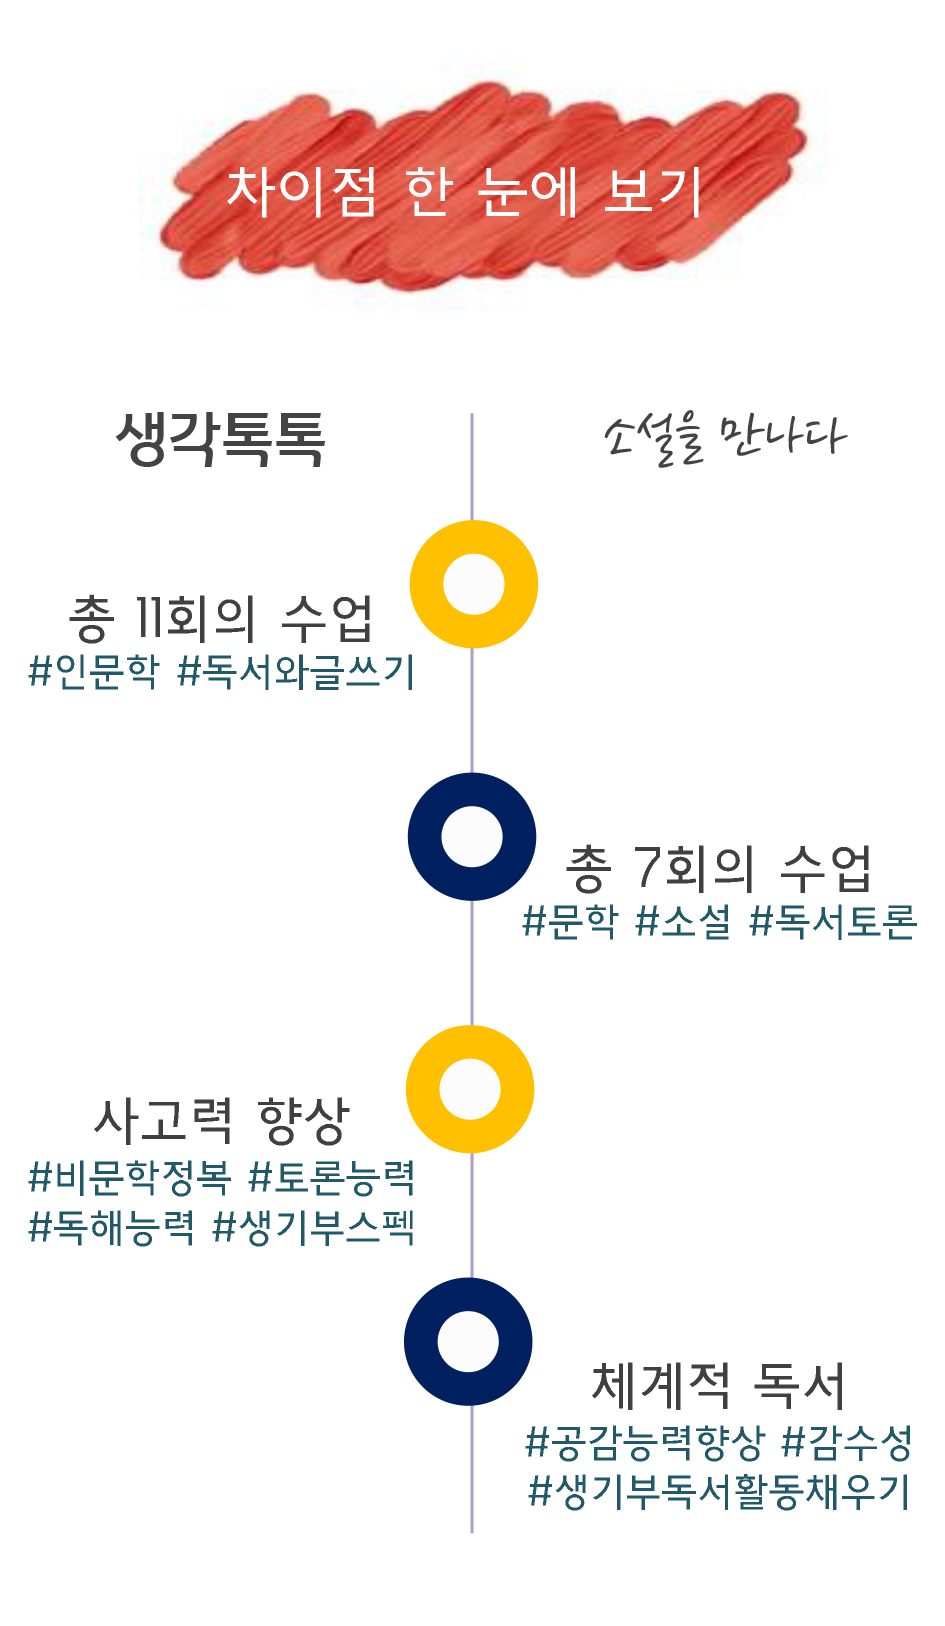 차이점 한 눈에 보기
생각톡톡
소설을 만나다
총 11회의 수업
#인문학 #독서와글쓰기
총 7회의 수업
#문학 #소설 #독서토론
사고력 향상
#비문학정복 #토론능력
#독해능력 #생기부스펙
체계적 독서
#공감능력향상 #감수성
#생기부독서활동채우기